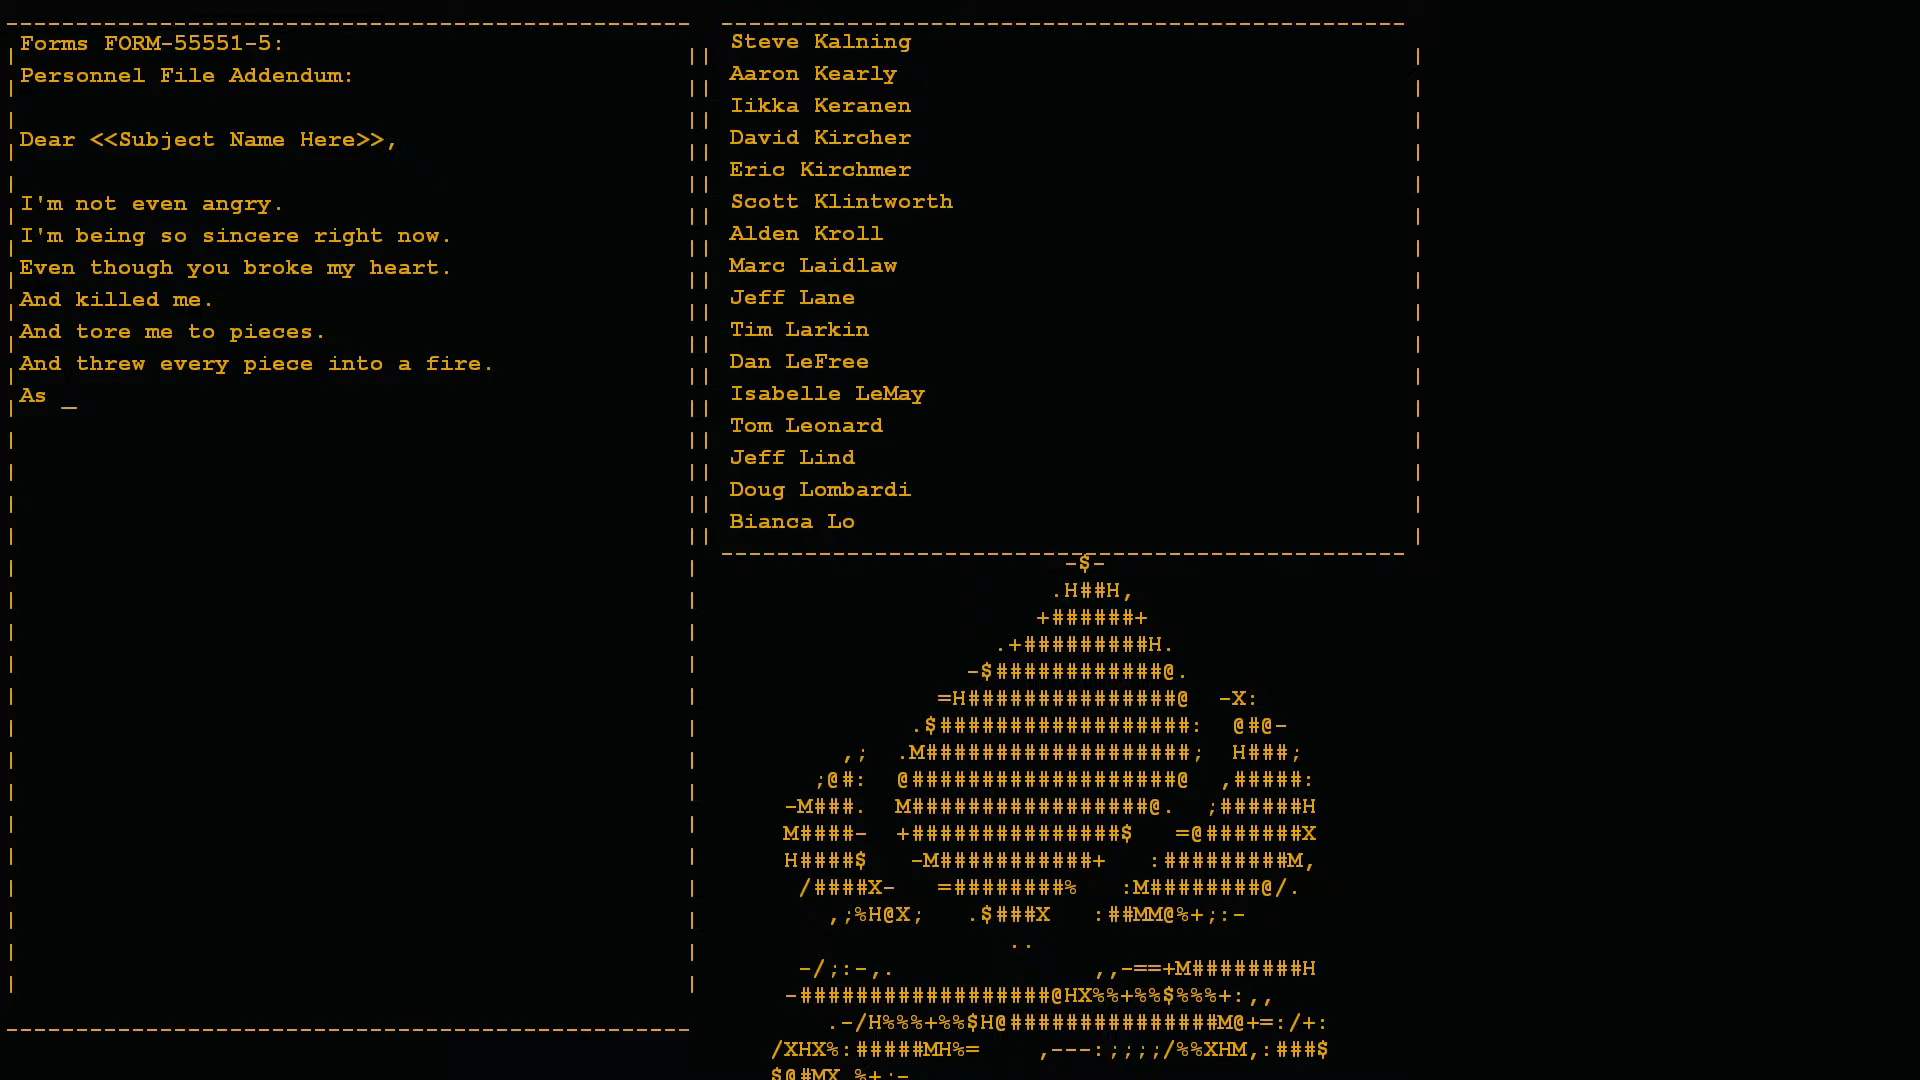 Forms FORM-55551-5:
Personnel File Addendum:
Dear <<Subject Name Here>>,
I'm not even angry.
I'm being so sincere right now.
Even though you broke my heart.
And killed me.
And tore me to pieces.
And threw every piece into a fire.
As _
Steve Kalning
Aaron Kearly
Iikka Keranen
David Kircher
Eric Kirchmer
Scott Klintworth
Alden Kroll
Marc Laidlaw
Jeff Lane
Tim Larkin
Dan LeFree
Isabelle LeMay
Tom Leonard
Jeff Lind
Doug Lombardi
Bianca Lo